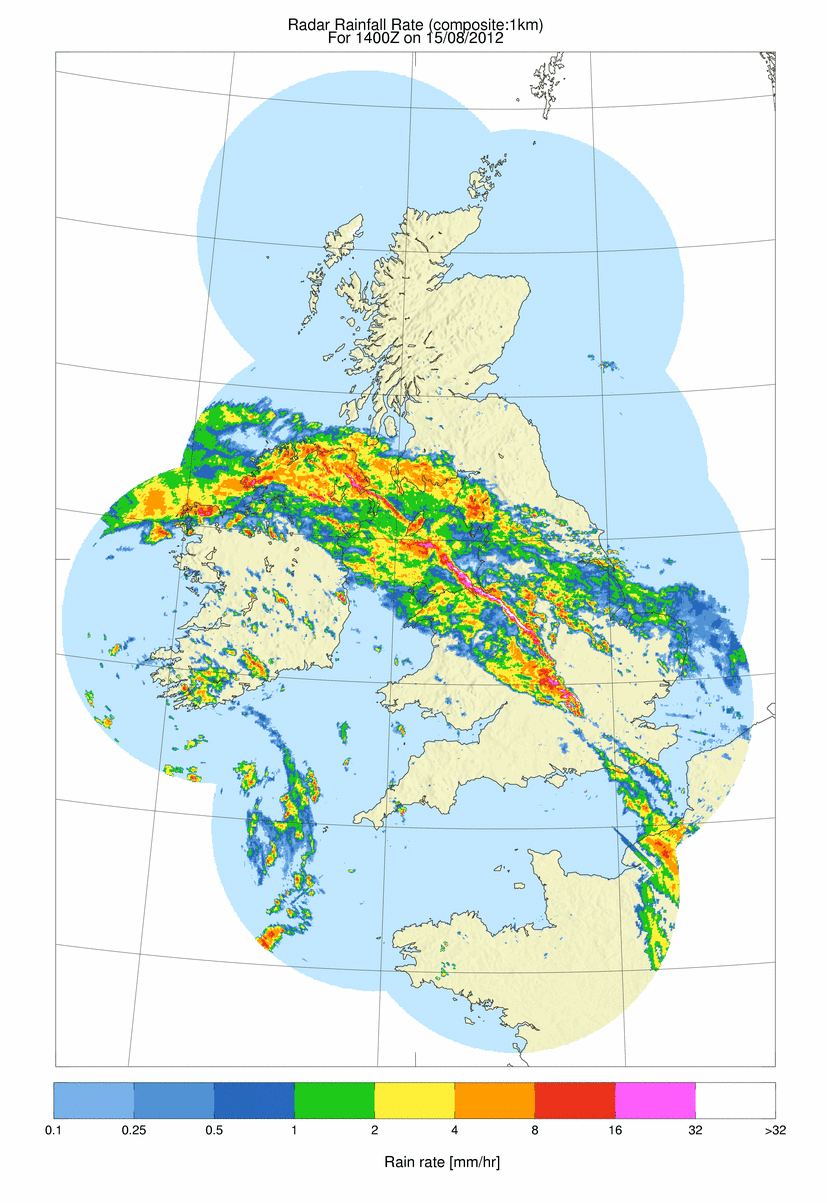 Radar Rainfall Rate (composite:1km)
For 1400Z on 15/08/2012
0.1 0.25 0.5 1 2 4 8 16 32 >32
Rain rate [mm/hr]